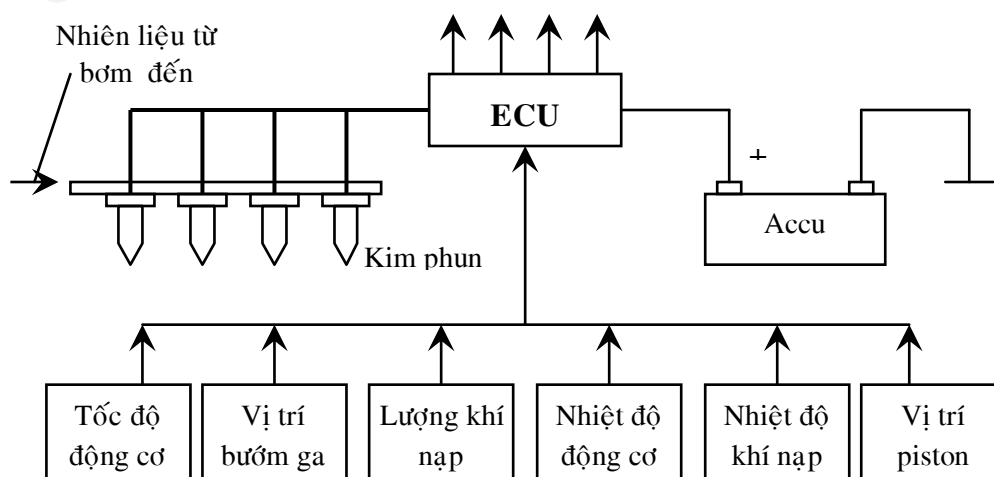 Nhiên liệu từ
bơm đến
ECU
+
Accu
Kim phun
Tốc độ
động cơ
Vị trí
bướm ga
Lượng khí
nạp
Nhiệt độ
động cơ
Nhiệt độ
khí nạp
Vị trí
piston